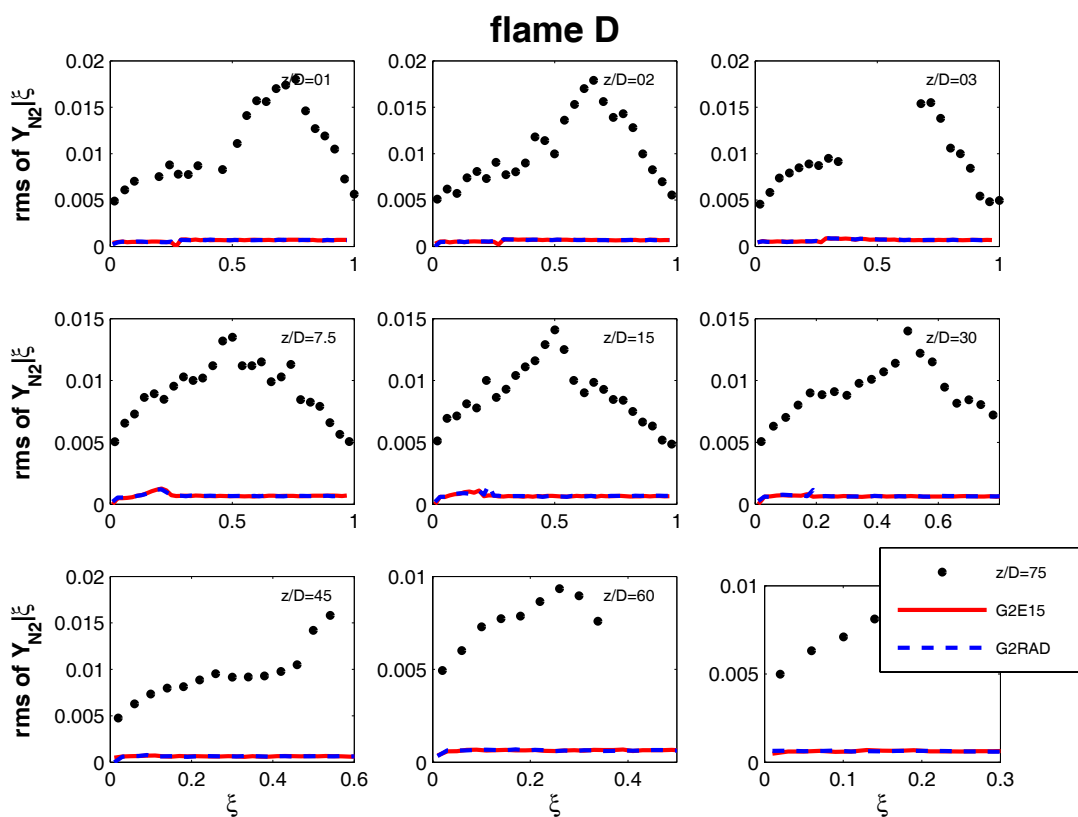 flame D
rms of Y_N2|ξ
0.02
0.015
0.01
0.005
0
0 0.5 1
z/D=01
0.02
0.015
0.01
0.005
0
0 0.5 1
z/D=02
0.02
0.015
0.01
0.005
0
0 0.5 1
z/D=03
rms of Y_N2|ξ
0.015
0.01
0.005
0
0 0.5 1
z/D=7.5
0.015
0.01
0.005
0
0 0.5 1
z/D=15
0.015
0.01
0.005
0
0 0.2 0.4 0.6
z/D=30
rms of Y_N2|ξ
0.02
0.015
0.01
0.005
0
0 0.2 0.4 0.6
ξ
z/D=45
0.01
0.005
0
0 0.2 0.4
ξ
z/D=60
0.01
0.005
0
0 0.1 0.2 0.3
ξ
z/D=75
G2E15
G2RAD